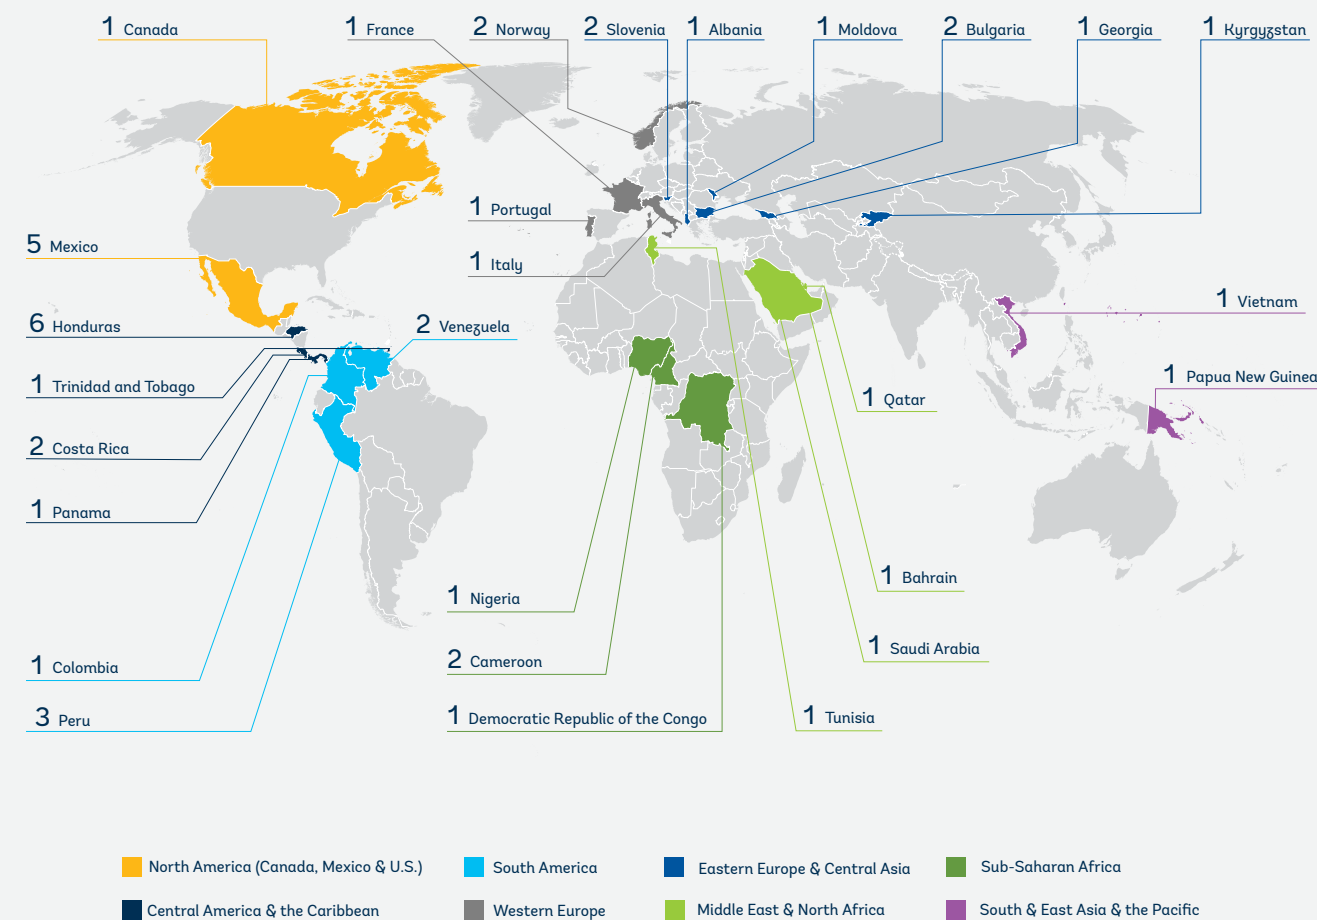 1 Canada
1 France
2 Norway
2 Slovenia
1 Albania
1 Moldova
2 Bulgaria
1 Georgia
1 Kyrgyzstan
1 Portugal
5 Mexico
1 Italy
6 Honduras
2 Venezuela
1 Vietnam
1 Trinidad and Tobago
1 Qatar
1 Papua New Guinea
2 Costa Rica
1 Panama
1 Bahrain
1 Nigeria
1 Saudi Arabia
1 Colombia
2 Cameroon
3 Peru
1 Democratic Republic of the Congo
1 Tunisia
North America (Canada, Mexico & U.S.)
South America
Eastern Europe & Central Asia
Sub-Saharan Africa
Central America & the Caribbean
Western Europe
Middle East & North Africa
South & East Asia & the Pacific